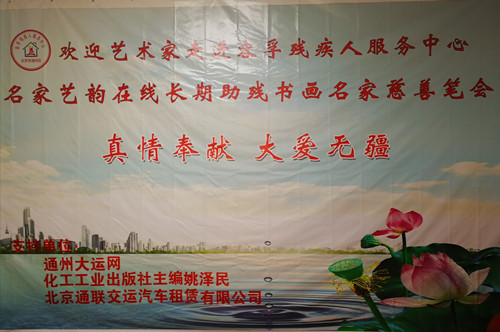 欢迎艺术家走进容孚残疾人服务中心
名家艺韵在线长期助残书画名家慈善笔会
真情奉献 大爱无疆
支持单位：
通州大运网
化工工业出版社主编姚泽民
北京通联交运汽车租赁有限公司